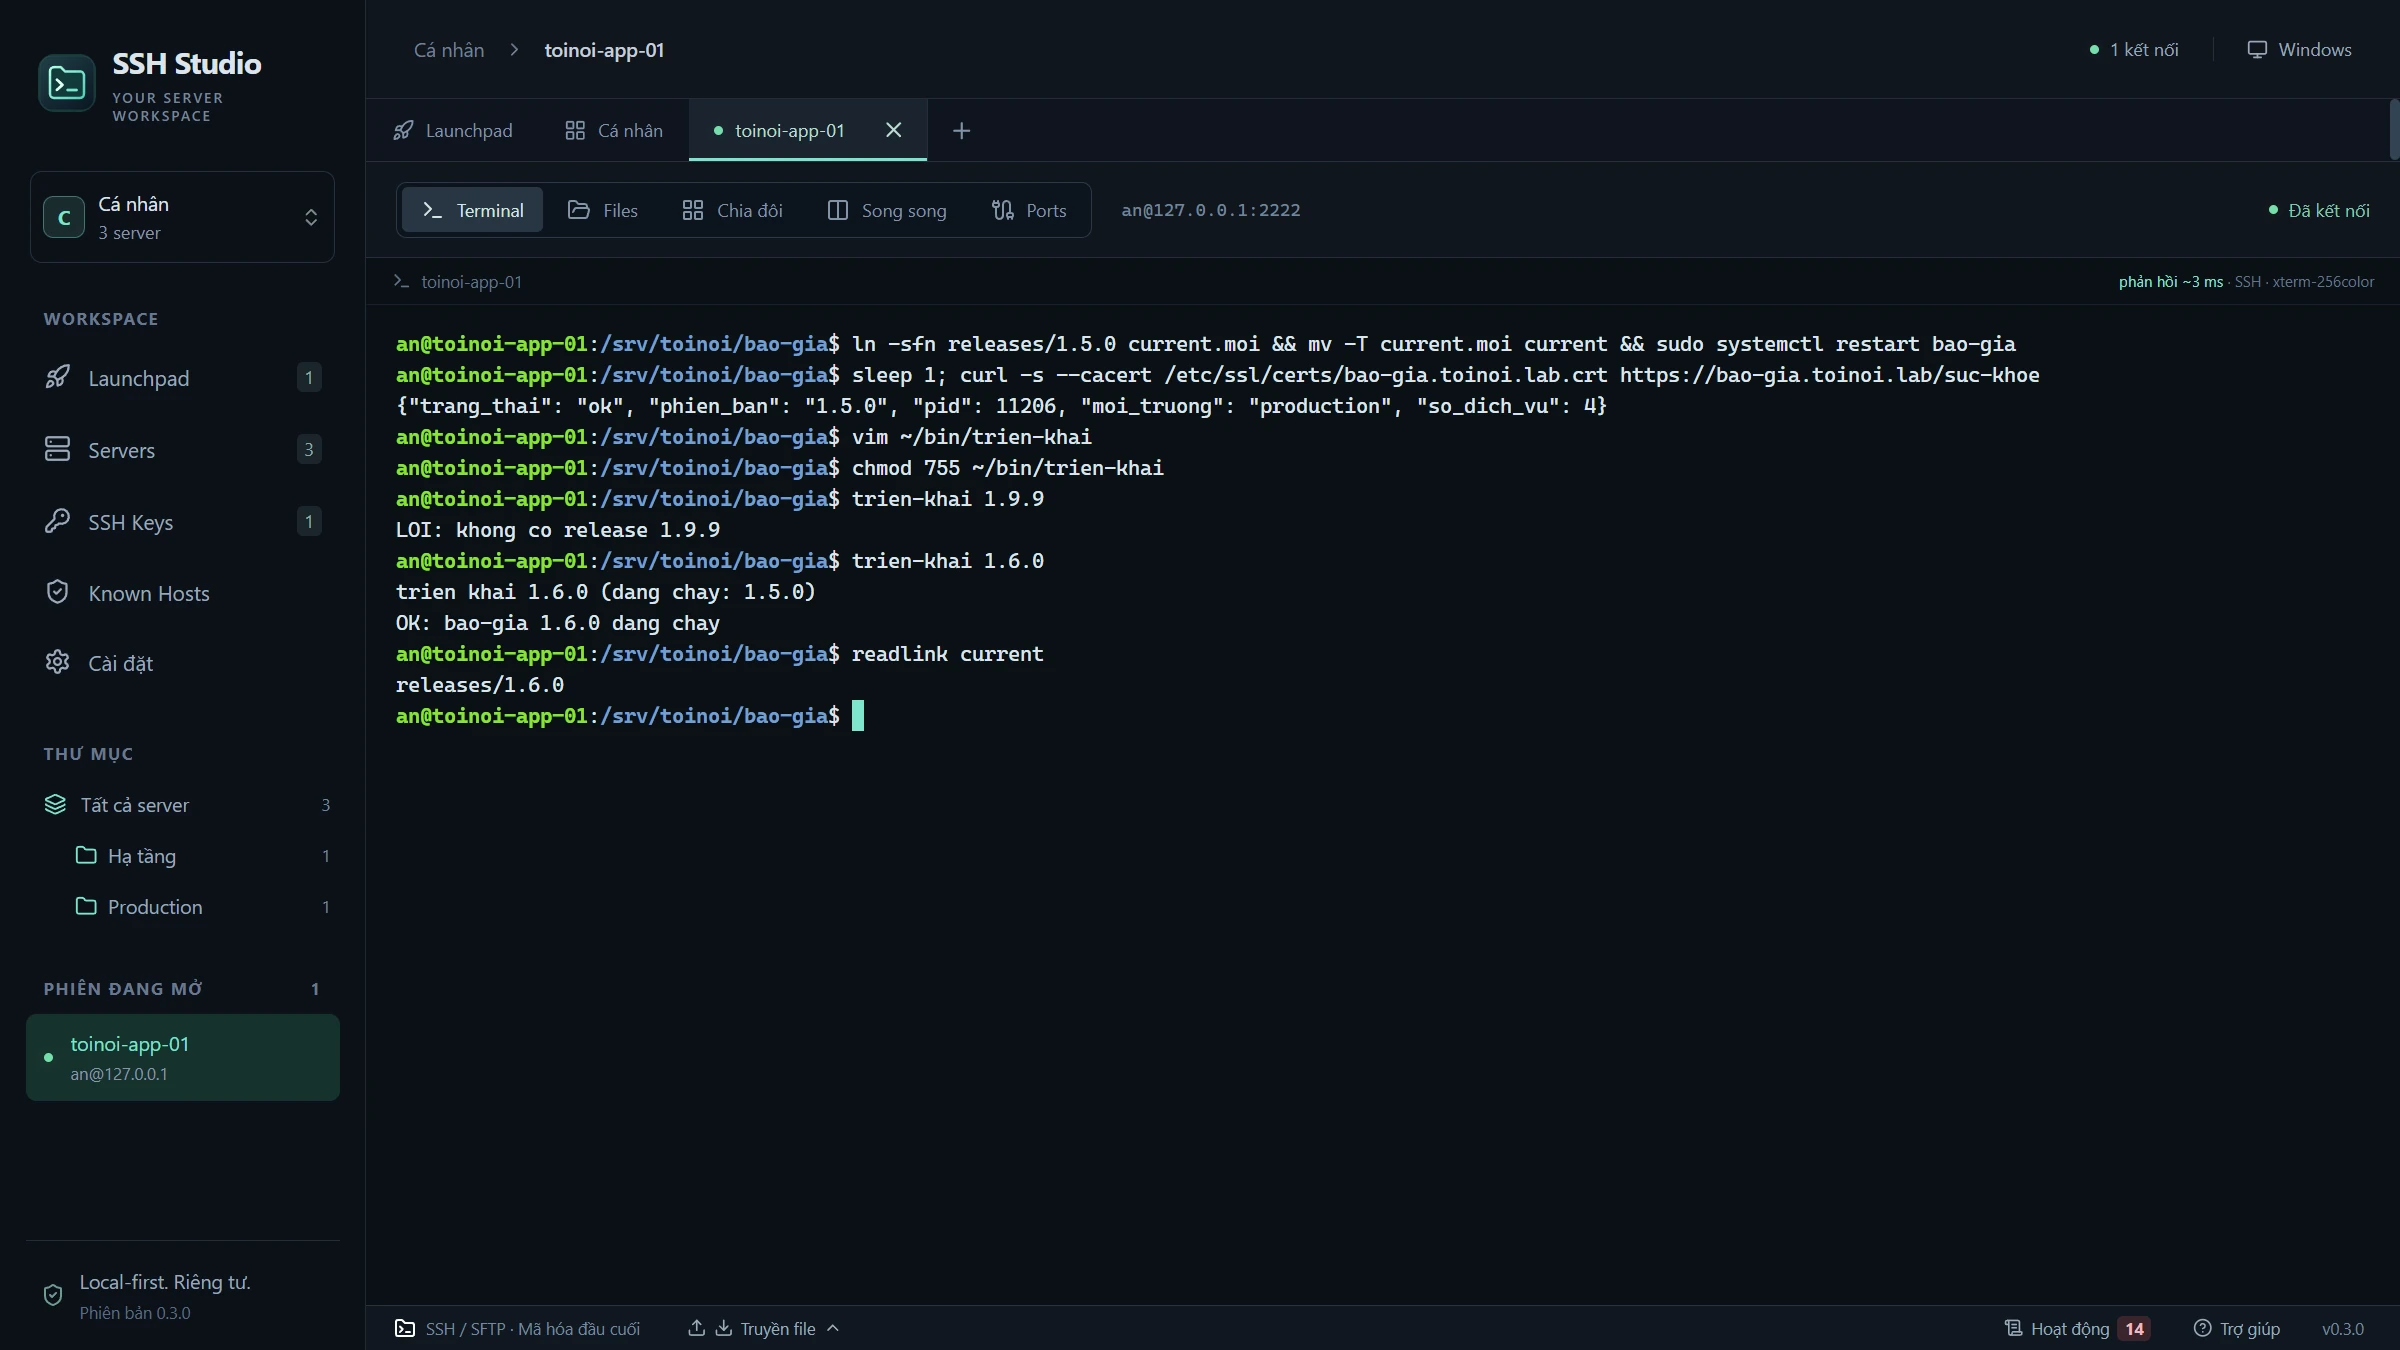 SSH Studio
YOUR SERVER
WORKSPACE
C
Cá nhân
3 server
WORKSPACE
Launchpad 1
Servers 3
SSH Keys 1
Known Hosts
Cài đặt
THƯ MỤC
Tất cả server 3
Hạ tầng 1
Production 1
PHIÊN ĐANG MỞ 1
toinoi-app-01
an@127.0.0.1
Local-first. Riêng tư.
Phiên bản 0.3.0
Cá nhân > toinoi-app-01
1 kết nối
Windows
Launchpad
Cá nhân
toinoi-app-01
Terminal
Files
Chia đôi
Song song
Ports
an@127.0.0.1:2222
Đã kết nối
toinoi-app-01
phản hồi ~3 ms · SSH · xterm-256color
an@toinoi-app-01:/srv/toinoi/bao-gia$ ln -sfn releases/1.5.0 current.moi && mv -T current.moi current && sudo systemctl restart bao-gia
an@toinoi-app-01:/srv/toinoi/bao-gia$ sleep 1; curl -s --cacert /etc/ssl/certs/bao-gia.toinoi.lab.crt https://bao-gia.toinoi.lab/suc-khoe
{"trang_thai": "ok", "phien_ban": "1.5.0", "pid": 11206, "moi_truong": "production", "so_dich_vu": 4}
an@toinoi-app-01:/srv/toinoi/bao-gia$ vim ~/bin/trien-khai
an@toinoi-app-01:/srv/toinoi/bao-gia$ chmod 755 ~/bin/trien-khai
an@toinoi-app-01:/srv/toinoi/bao-gia$ trien-khai 1.9.9
LOI: khong co release 1.9.9
an@toinoi-app-01:/srv/toinoi/bao-gia$ trien-khai 1.6.0
trien khai 1.6.0 (dang chay: 1.5.0)
OK: bao-gia 1.6.0 dang chay
an@toinoi-app-01:/srv/toinoi/bao-gia$ readlink current
releases/1.6.0
an@toinoi-app-01:/srv/toinoi/bao-gia$
SSH / SFTP · Mã hóa đầu cuối
Truyền file
Hoạt động 14
Trợ giúp
v0.3.0